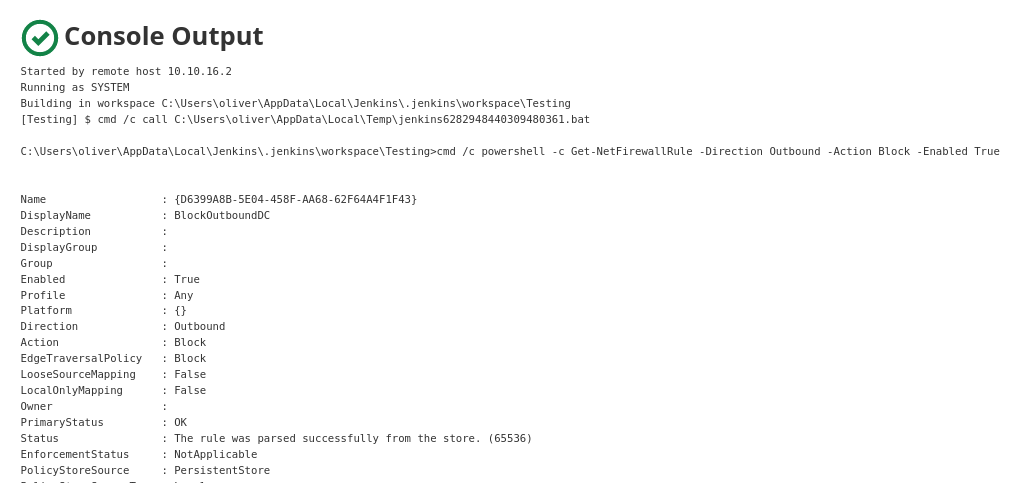 Console Output
Started by remote host 10.10.16.2
Running as SYSTEM
Building in workspace C:\Users\oliver\AppData\Local\Jenkins\.jenkins\workspace\Testing
[Testing] $ cmd /c call C:\Users\oliver\AppData\Local\Temp\jenkins6282948440309480361.bat
C:\Users\oliver\AppData\Local\Jenkins\.jenkins\workspace\Testing>cmd /c powershell -c Get-NetFirewallRule -Direction Outbound -Action Block -Enabled True
Name : {D6399A8B-5E04-458F-AA68-62F64A4F1F43}
DisplayName : BlockOutboundDC
Description :
DisplayGroup :
Group :
Enabled : True
Profile : Any
Platform : {}
Direction : Outbound
Action : Block
EdgeTraversalPolicy : Block
LooseSourceMapping : False
LocalOnlyMapping : False
Owner :
PrimaryStatus : OK
Status : The rule was parsed successfully from the store. (65536)
EnforcementStatus : NotApplicable
PolicyStoreSource : PersistentStore